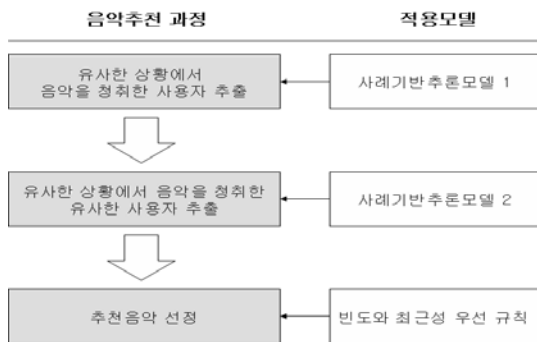 음악추천 과정
적용모델
유사한 상황에서
음악을 청취한 사용자 추출
사례기반추론모델 1
유사한 상황에서 음악을 청취한
유사한 사용자 추출
사례기반추론모델 2
추천음악 선정
빈도와 최근성 우선 규칙